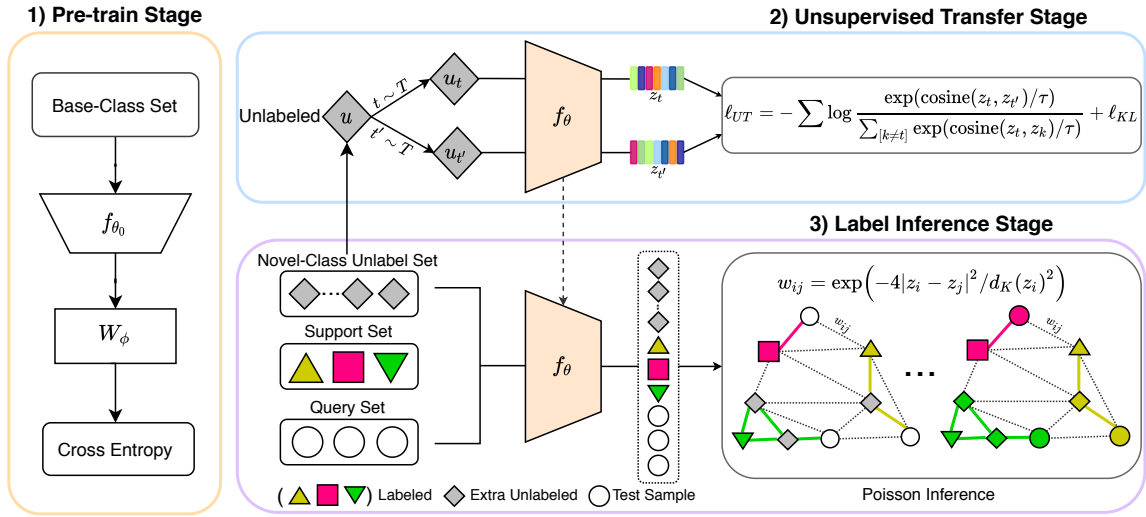 1) Pre-train Stage
Base-Class Set
f_{θ_0}
W_ϕ
Cross Entropy
2) Unsupervised Transfer Stage
Unlabeled
u
t ∼ T
t' ∼ T
u_t
u_{t'}
f_θ
z_t
z_{t'}
ℓ_{UT} = − ∑ log exp(cosine(z_t, z_{t'})/τ) / ∑_{[k≠t]} exp(cosine(z_t, z_k)/τ) + ℓ_{KL}
3) Label Inference Stage
Novel-Class Unlabel Set
Support Set
Query Set
f_θ
w_{ij} = exp(−4|z_i − z_j|^2/d_K(z_i)^2)
w_{ij}
w_{ij}
Poisson Inference
( ) Labeled
Extra Unlabeled
Test Sample